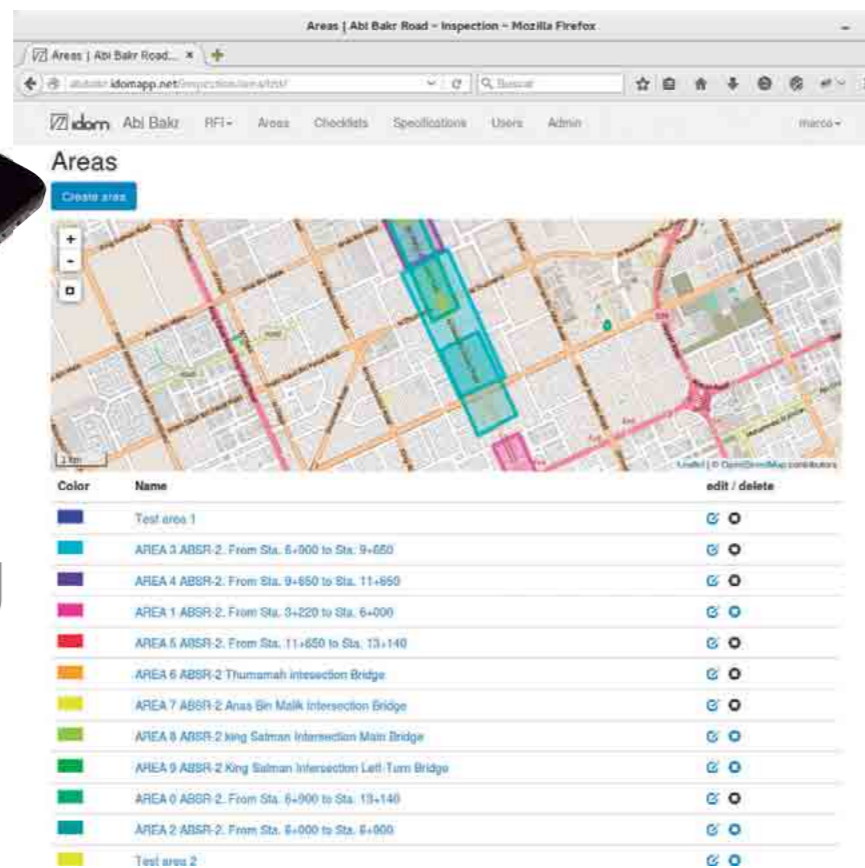 Areas | Abi Bakr Road – Inspection – Mozilla Firefox
Areas | Abi Bakr Road...
idomapp.net
Buscar
idom Abi Bakr RFI Areas Checklists Specifications Users Admin marco
Areas
Create area
1 km
Leaflet | © OpenStreetMap contributors
Color Name edit / delete
Test area 1
AREA 3 ABSR-2. From Sta. 6+900 to Sta. 9+650
AREA 4 ABSR-2. From Sta. 9+650 to Sta. 11+650
AREA 1 ABSR-2. From Sta. 3+220 to Sta. 6+000
AREA 5 ABSR-2. From Sta. 11+650 to Sta. 13+140
AREA 6 ABSR-2 Thumamah intesection Bridge
AREA 7 ABSR-2 Anas Bin Malik Intersection Bridge
AREA 8 ABSR-2 king Salman Intersection Main Bridge
AREA 9 ABSR-2 King Salman Intersection Left-Turn Bridge
AREA 0 ABSR-2. From Sta. 6+900 to Sta. 13+140
AREA 2 ABSR-2. From Sta. 6+000 to Sta. 6+900
Test area 2